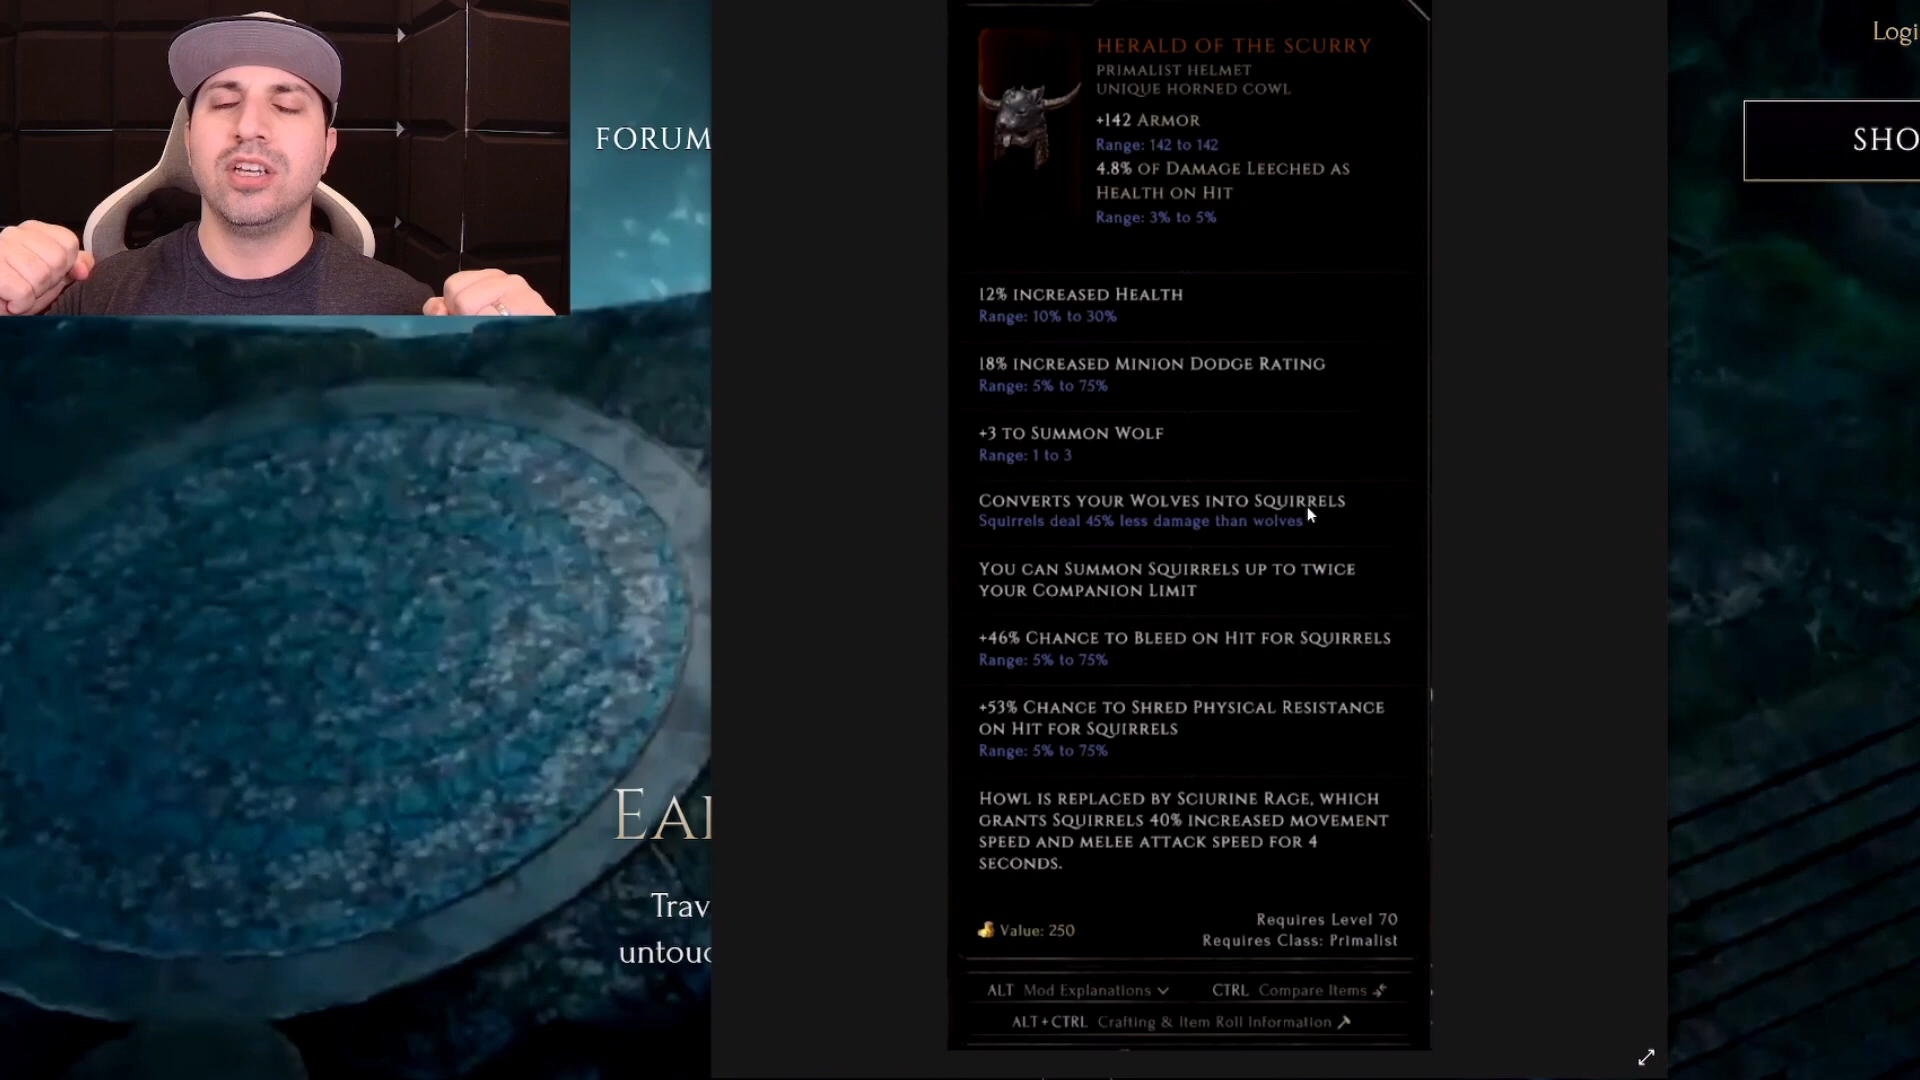 HERALD OF THE SCURRY
PRIMALIST HELMET
UNIQUE HORNED COWL
+142 ARMOR
Range: 142 to 142
4.8% OF DAMAGE LEECHED AS
HEALTH ON HIT
Range: 3% to 5%
12% INCREASED HEALTH
Range: 10% to 30%
18% INCREASED MINION DODGE RATING
Range: 5% to 75%
+3 TO SUMMON WOLF
Range: 1 to 3
CONVERTS YOUR WOLVES INTO SQUIRRELS
Squirrels deal 45% less damage than wolves
YOU CAN SUMMON SQUIRRELS UP TO TWICE
YOUR COMPANION LIMIT
+46% CHANCE TO BLEED ON HIT FOR SQUIRRELS
Range: 5% to 75%
+53% CHANCE TO SHRED PHYSICAL RESISTANCE
ON HIT FOR SQUIRRELS
Range: 5% to 75%
HOWL IS REPLACED BY SCIURINE RAGE, WHICH
GRANTS SQUIRRELS 40% INCREASED MOVEMENT
SPEED AND MELEE ATTACK SPEED FOR 4
SECONDS.
Value: 250
Requires Level 70
Requires Class: Primalist
ALT Mod Explanations
CTRL Compare Items
ALT + CTRL Crafting & Item Roll Information
FORUM
EAR
Trav
untouc
Logi
SHO